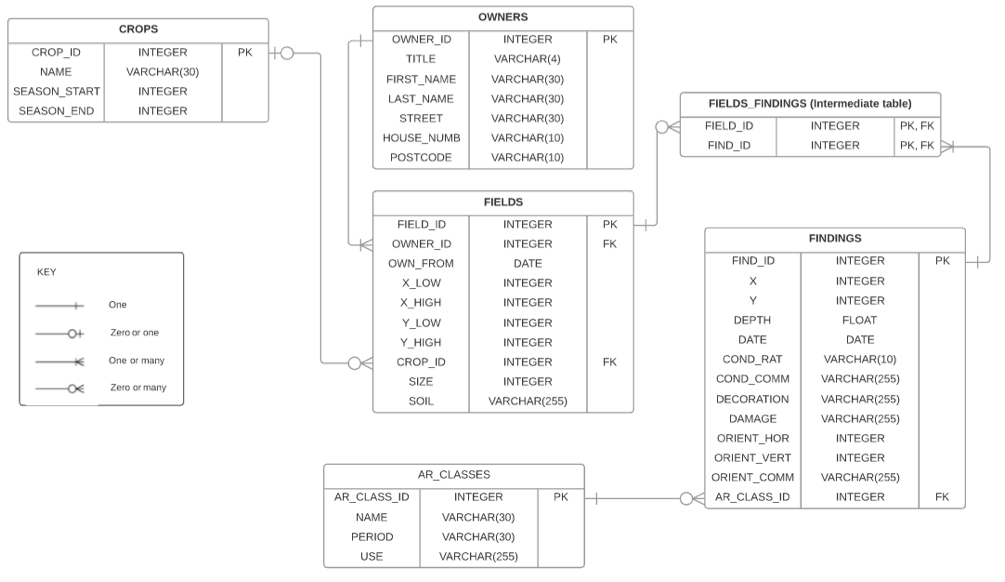 CROPS
CROP_ID INTEGER PK
NAME VARCHAR(30)
SEASON_START INTEGER
SEASON_END INTEGER
OWNERS
OWNER_ID INTEGER PK
TITLE VARCHAR(4)
FIRST_NAME VARCHAR(30)
LAST_NAME VARCHAR(30)
STREET VARCHAR(30)
HOUSE_NUMB VARCHAR(10)
POSTCODE VARCHAR(10)
FIELDS_FINDINGS (Intermediate table)
FIELD_ID INTEGER PK, FK
FIND_ID INTEGER PK, FK
FIELDS
FIELD_ID INTEGER PK
OWNER_ID INTEGER FK
OWN_FROM DATE
X_LOW INTEGER
X_HIGH INTEGER
Y_LOW INTEGER
Y_HIGH INTEGER
CROP_ID INTEGER FK
SIZE INTEGER
SOIL VARCHAR(255)
FINDINGS
FIND_ID INTEGER PK
X INTEGER
Y INTEGER
DEPTH FLOAT
DATE DATE
COND_RAT VARCHAR(10)
COND_COMM VARCHAR(255)
DECORATION VARCHAR(255)
DAMAGE VARCHAR(255)
ORIENT_HOR INTEGER
ORIENT_VERT INTEGER
ORIENT_COMM VARCHAR(255)
AR_CLASS_ID INTEGER FK
KEY
One
Zero or one
One or many
Zero or many
AR_CLASSES
AR_CLASS_ID INTEGER PK
NAME VARCHAR(30)
PERIOD VARCHAR(30)
USE VARCHAR(255)